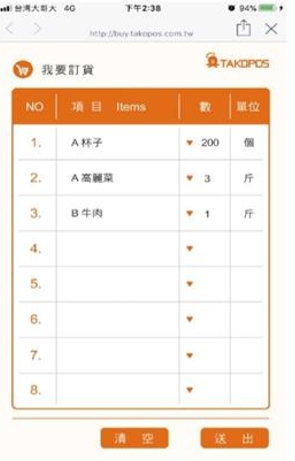 台灣大哥大 4G 下午2:38 94%
http://buy.takopos.com.tw
我要訂貨 TAKOPOS
NO 項目 Items 數 單位
1. A 杯子 200 個
2. A 高麗菜 3 斤
3. B 牛肉 1 斤
4.
5.
6.
7.
8.
清空 送出